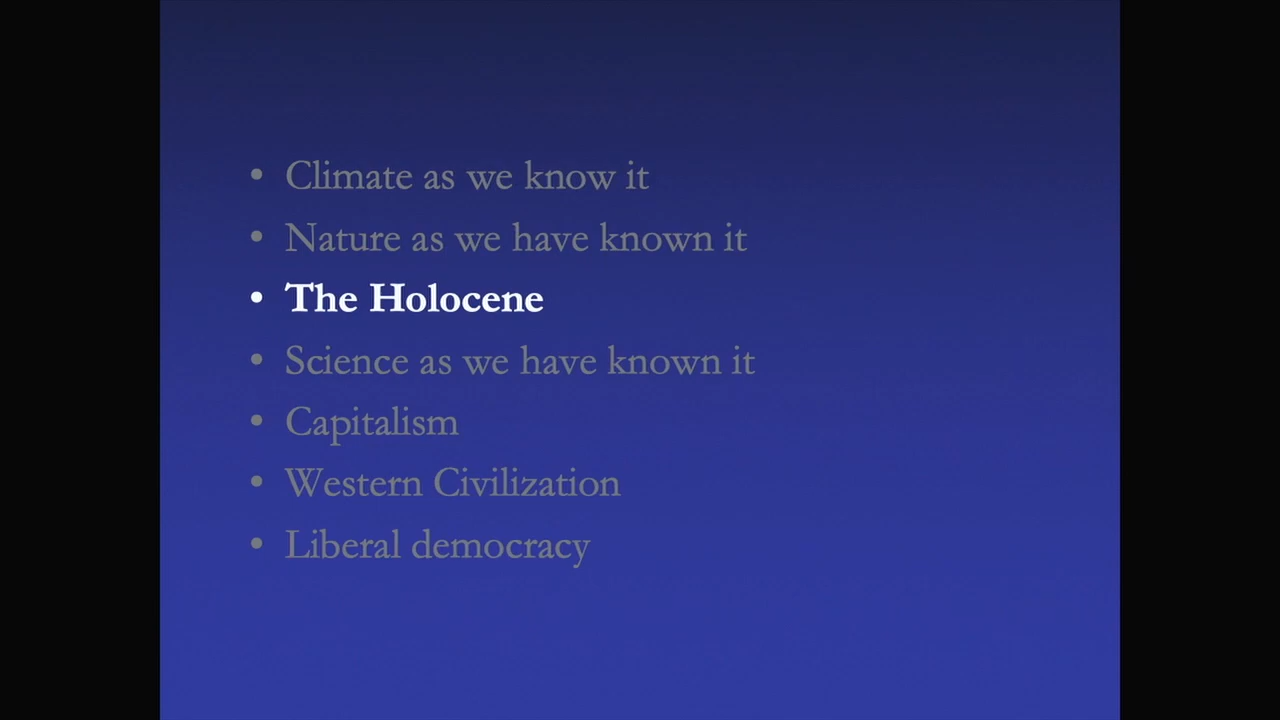 • Climate as we know it
• Nature as we have known it
• The Holocene
• Science as we have known it
• Capitalism
• Western Civilization
• Liberal democracy